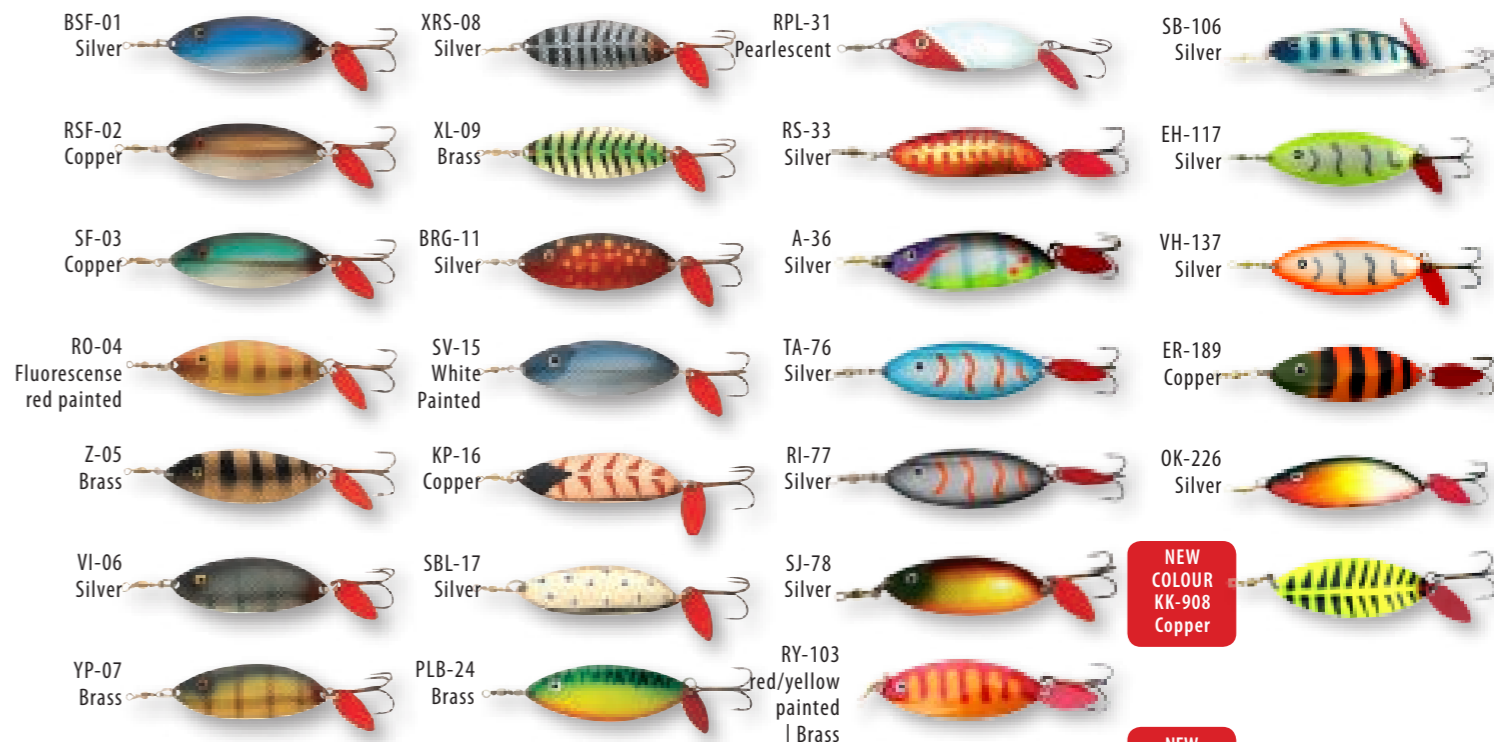 BSF-01
Silver
RSF-02
Copper
SF-03
Copper
RO-04
Fluorescense
red painted
Z-05
Brass
VI-06
Silver
YP-07
Brass
XRS-08
Silver
XL-09
Brass
BRG-11
Silver
SV-15
White
Painted
KP-16
Copper
SBL-17
Silver
PLB-24
Brass
RPL-31
Pearlescent
RS-33
Silver
A-36
Silver
TA-76
Silver
RI-77
Silver
SJ-78
Silver
RY-103
red/yellow
painted
| Brass
SB-106
Silver
EH-117
Silver
VH-137
Silver
ER-189
Copper
OK-226
Silver
NEW
COLOUR
KK-908
Copper
NEW